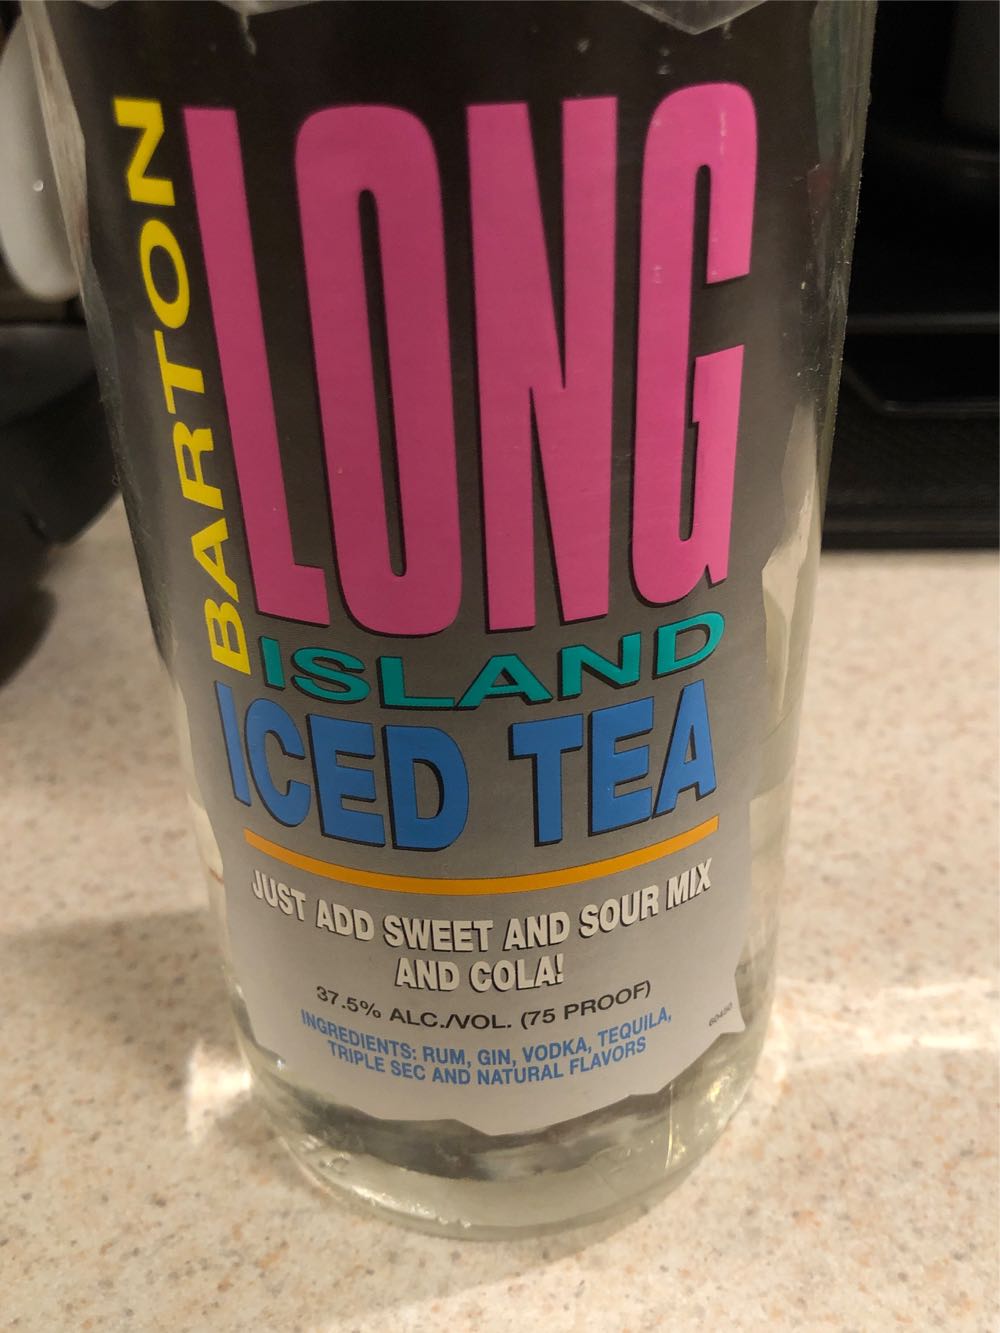 BARTON
LONG
ISLAND
ICED TEA
JUST ADD SWEET AND SOUR MIX
AND COLA!
37.5% ALC./VOL. (75 PROOF)
INGREDIENTS: RUM, GIN, VODKA, TEQUILA,
TRIPLE SEC AND NATURAL FLAVORS